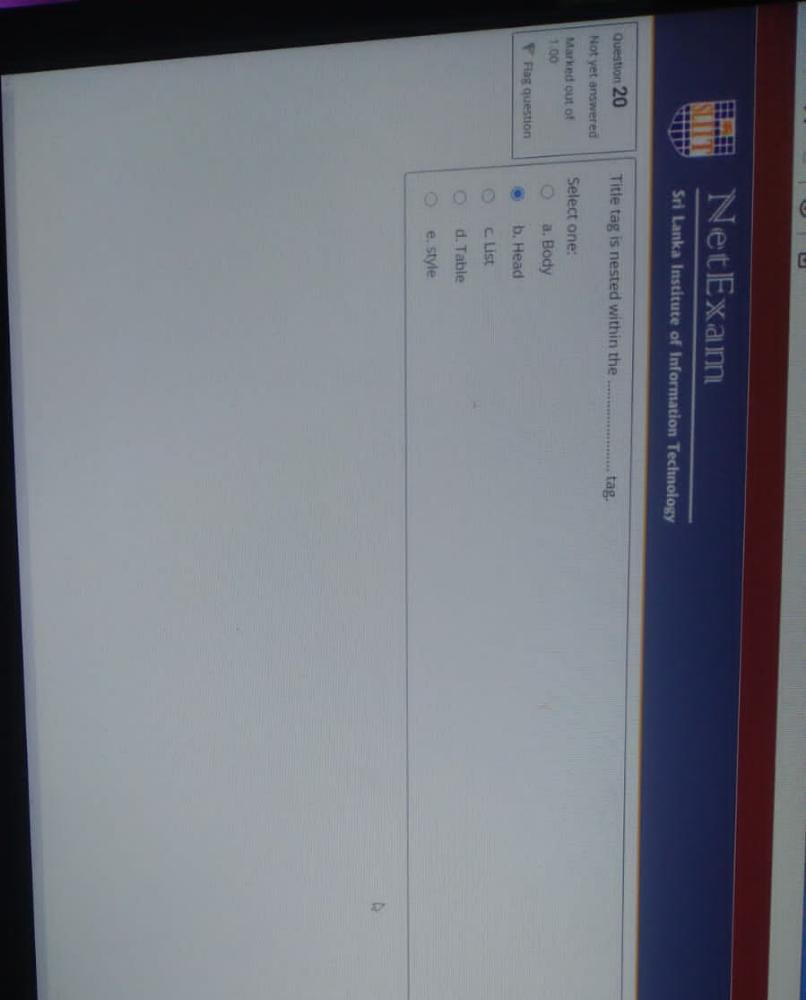 SLIIT
NetExam
Sri Lanka Institute of Information Technology
Question 20
Not yet answered
Marked out of
1.00
Flag question
Title tag is nested within the ........................ tag.
Select one:
a. Body
b. Head
c. List
d. Table
e. style